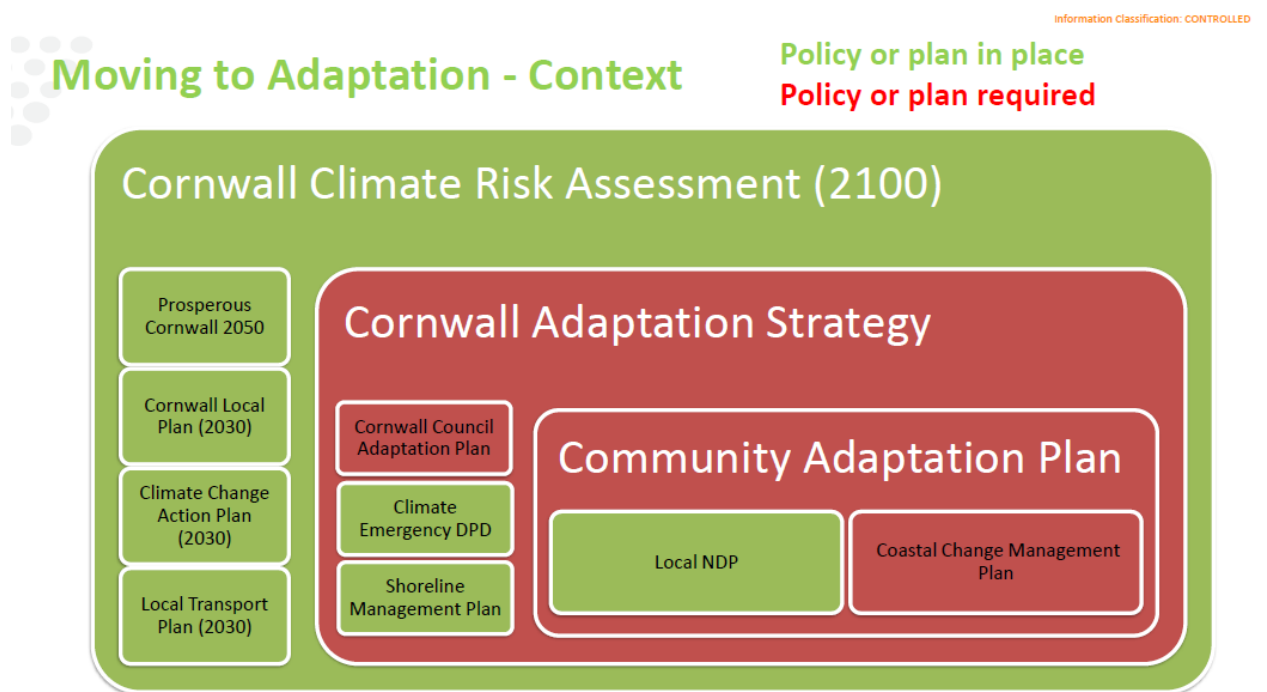 Information Classification: CONTROLLED
Moving to Adaptation - Context
Policy or plan in place
Policy or plan required
Cornwall Climate Risk Assessment (2100)
Prosperous
Cornwall 2050
Cornwall Local
Plan (2030)
Climate Change
Action Plan
(2030)
Local Transport
Plan (2030)
Cornwall Adaptation Strategy
Cornwall Council
Adaptation Plan
Climate
Emergency DPD
Shoreline
Management Plan
Community Adaptation Plan
Local NDP
Coastal Change Management
Plan